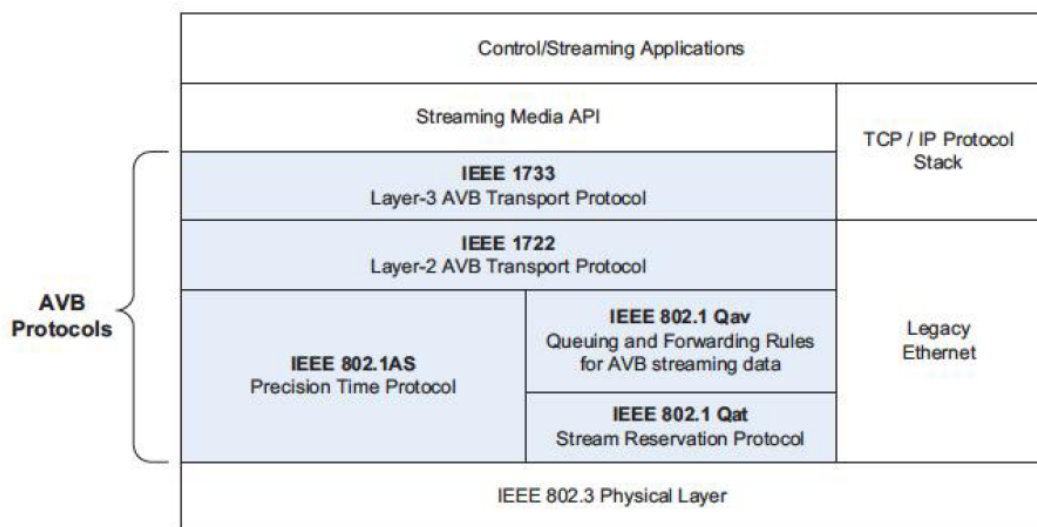 Control/Streaming Applications
Streaming Media API
TCP / IP Protocol
Stack
IEEE 1733
Layer-3 AVB Transport Protocol
IEEE 1722
Layer-2 AVB Transport Protocol
AVB
Protocols
IEEE 802.1AS
Precision Time Protocol
IEEE 802.1 Qav
Queuing and Forwarding Rules
for AVB streaming data
Legacy
Ethernet
IEEE 802.1 Qat
Stream Reservation Protocol
IEEE 802.3 Physical Layer